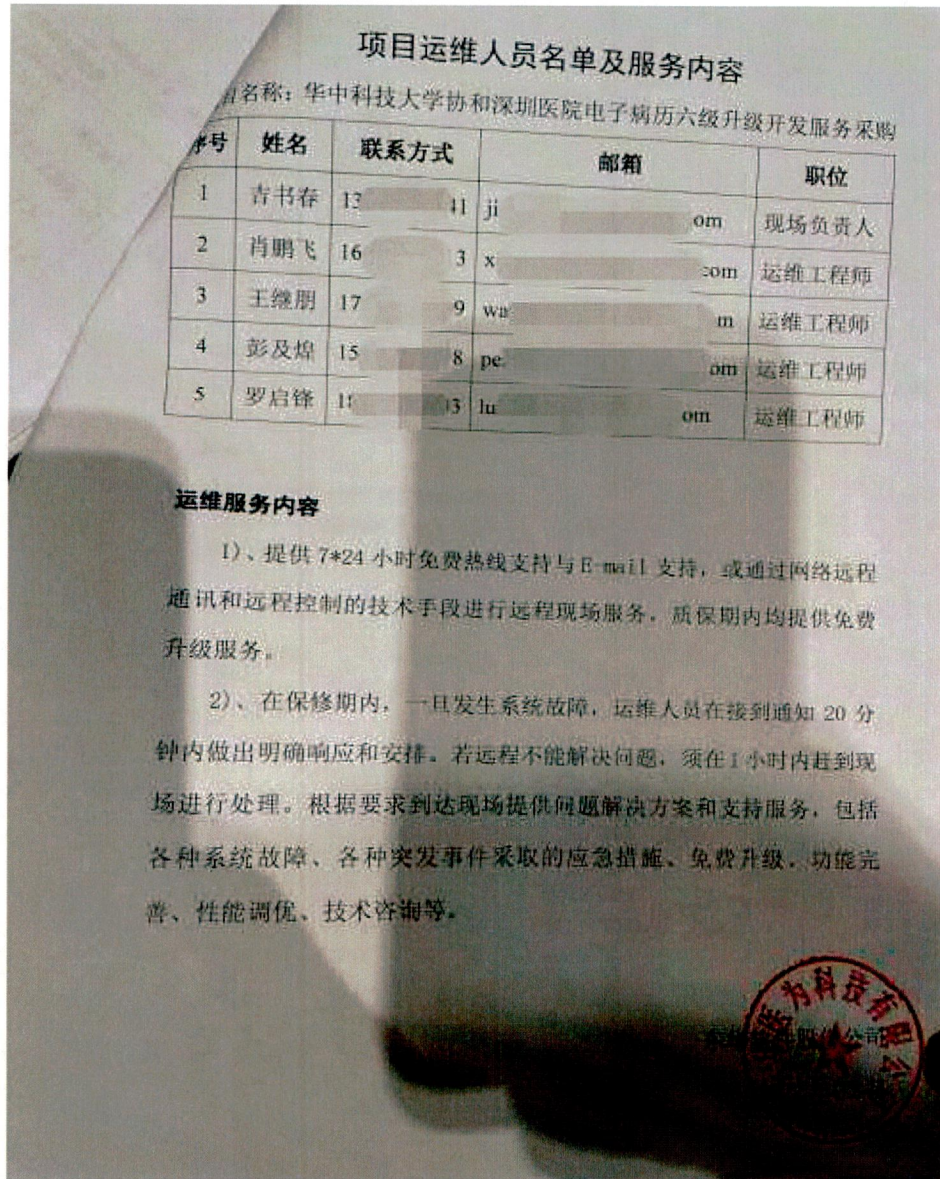 项目运维人员名单及服务内容
名称：华中科技大学协和深圳医院电子病历六级升级开发服务采购
序号 姓名 联系方式 邮箱 职位
1 吉书春 13 41 ji om 现场负责人
2 肖鹏飞 16 3 x com 运维工程师
3 王继朋 17 9 wa m 运维工程师
4 彭及煌 15 8 pe om 运维工程师
5 罗启锋 18 03 lu om 运维工程师
运维服务内容
1）、提供 7*24 小时免费热线支持与 E-mail 支持，或通过网络远程
通讯和远程控制的技术手段进行远程现场服务。质保期内均提供免费
升级服务。
2）、在保修期内，一旦发生系统故障，运维人员在接到通知 20 分
钟内做出明确响应和安排。若远程不能解决问题，须在 1 小时内赶到现
场进行处理。根据要求到达现场提供问题解决方案和支持服务，包括
各种系统故障、各种突发事件采取的应急措施、免费升级、功能完
善、性能调优、技术咨询等。
为科技有限公
公司